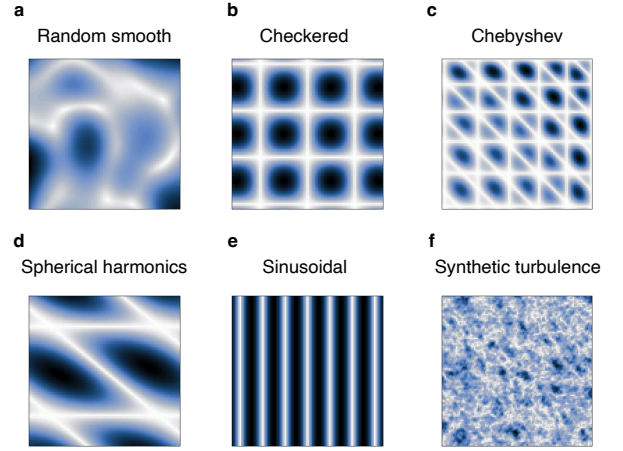 a
Random smooth
b
Checkered
c
Chebyshev
d
Spherical harmonics
e
Sinusoidal
f
Synthetic turbulence